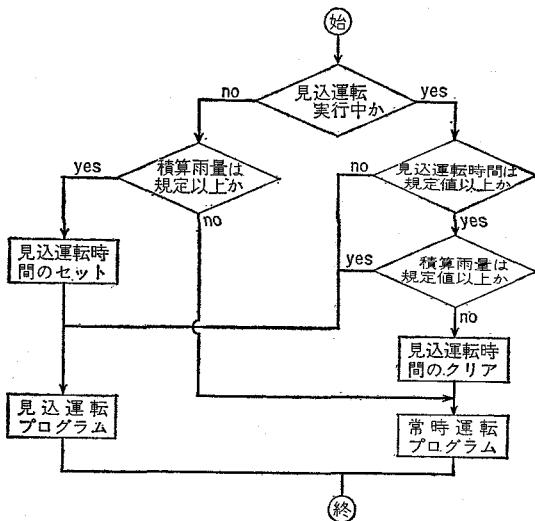 始
見込運転
実行中か
no
yes
積算雨量は
規定以上か
yes
no
見込運転時間は
規定値以上か
no
yes
見込運転時
間のセット
積算雨量は
規定値以上か
yes
no
見込運転時
間のクリア
見込運転
プログラム
常時運転
プログラム
終